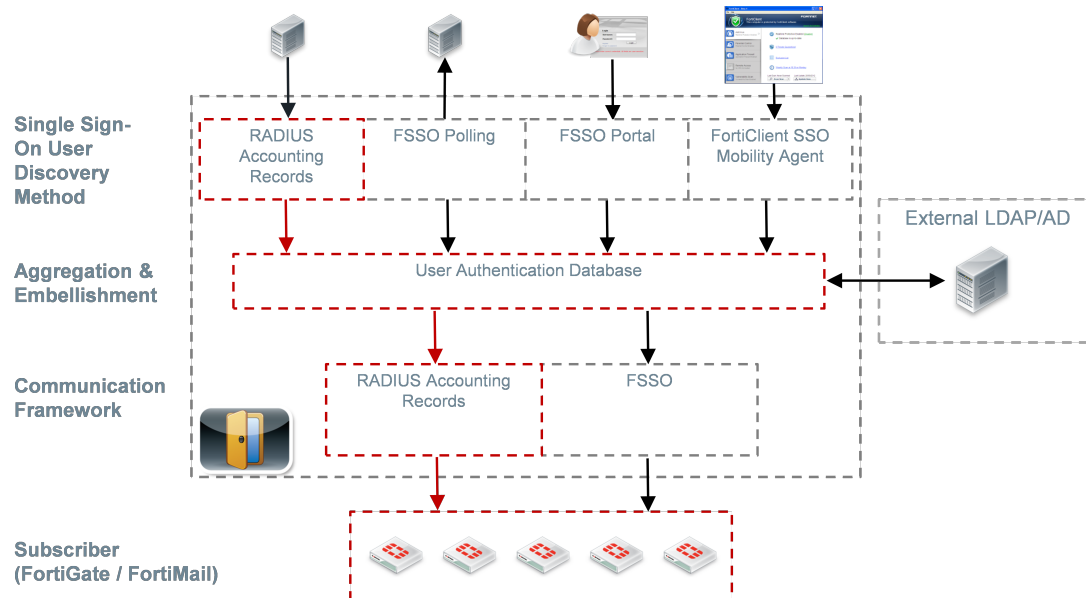 Single Sign-
On User
Discovery
Method
RADIUS
Accounting
Records
FSSO Polling
FSSO Portal
FortiClient SSO
Mobility Agent
External LDAP/AD
Aggregation &
Embellishment
User Authentication Database
Communication
Framework
RADIUS Accounting
Records
FSSO
Subscriber
(FortiGate / FortiMail)